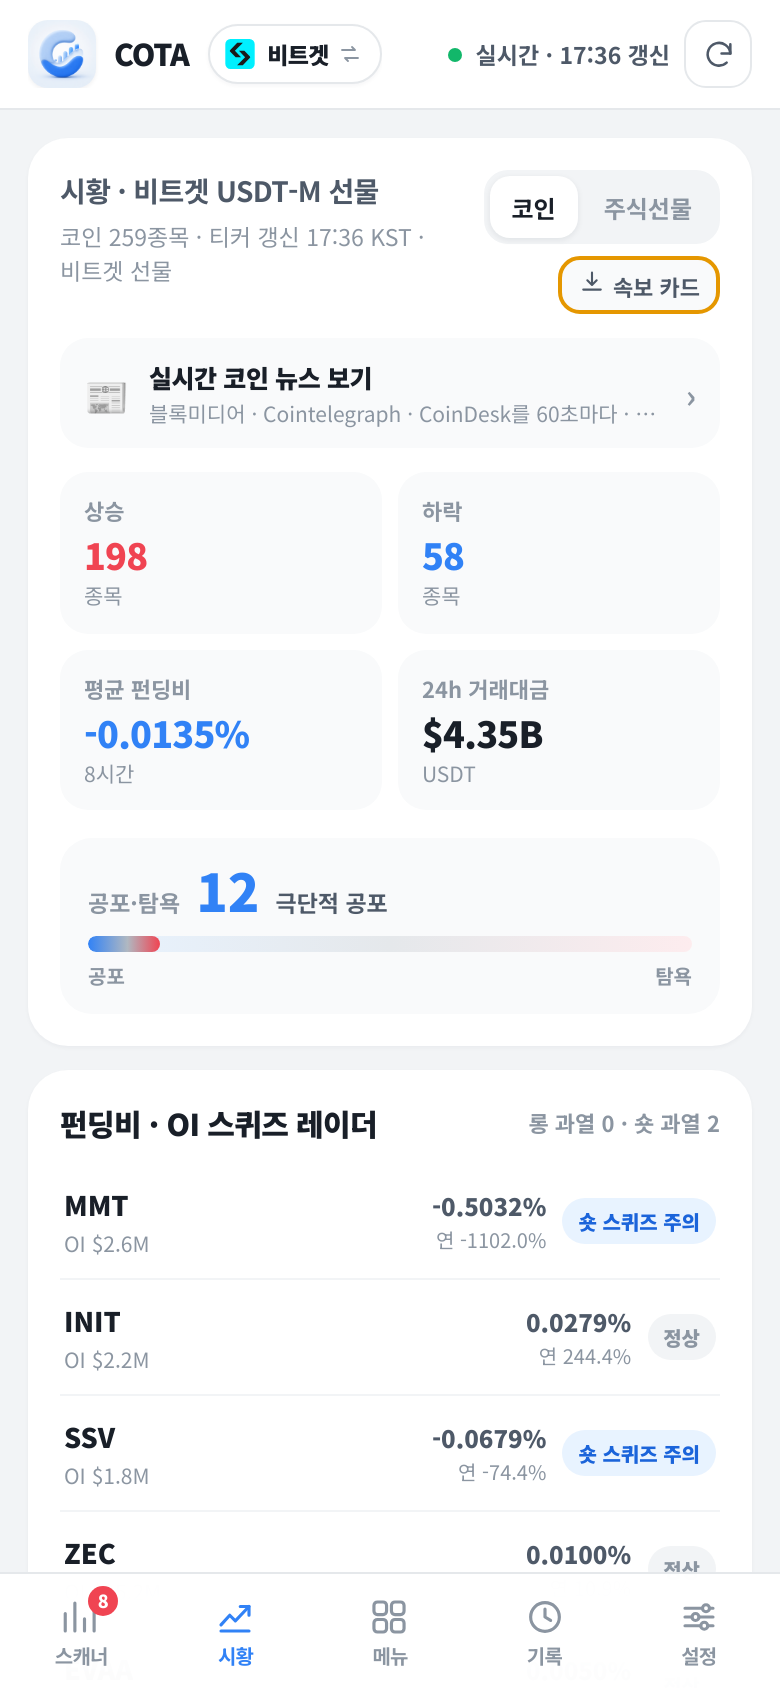 COTA
비트겟
실시간 · 17:36 갱신
시황 · 비트겟 USDT-M 선물
코인 259종목 · 티커 갱신 17:36 KST ·
비트겟 선물
코인
주식선물
속보 카드
실시간 코인 뉴스 보기
블록미디어 · Cointelegraph · CoinDesk를 60초마다 · ···
상승
198
종목
하락
58
종목
평균 펀딩비
-0.0135%
8시간
24h 거래대금
$4.35B
USDT
공포·탐욕 12 극단적 공포
공포
탐욕
펀딩비 · OI 스퀴즈 레이더
롱 과열 0 · 숏 과열 2
MMT
OI $2.6M
-0.5032%
연 -1102.0%
숏 스퀴즈 주의
INIT
OI $2.2M
0.0279%
연 244.4%
정상
SSV
OI $1.8M
-0.0679%
연 -74.4%
숏 스퀴즈 주의
ZEC
0.0100%
정상
8
스캐너
시황
메뉴
기록
설정